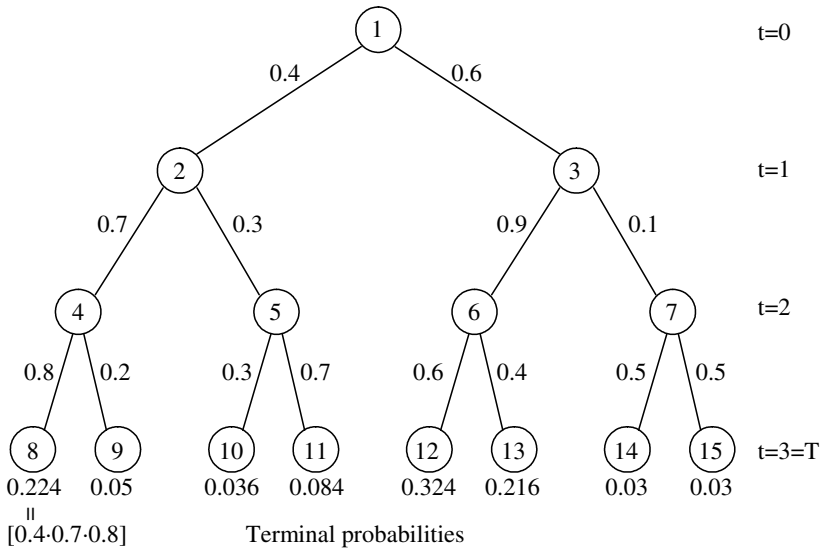 1 t=0
0.4 0.6
2 3 t=1
0.7 0.3 0.9 0.1
4 5 6 7 t=2
0.8 0.2 0.3 0.7 0.6 0.4 0.5 0.5
8 9 10 11 12 13 14 15 t=3=T
0.224 0.05 0.036 0.084 0.324 0.216 0.03 0.03
=
[0.4·0.7·0.8] Terminal probabilities